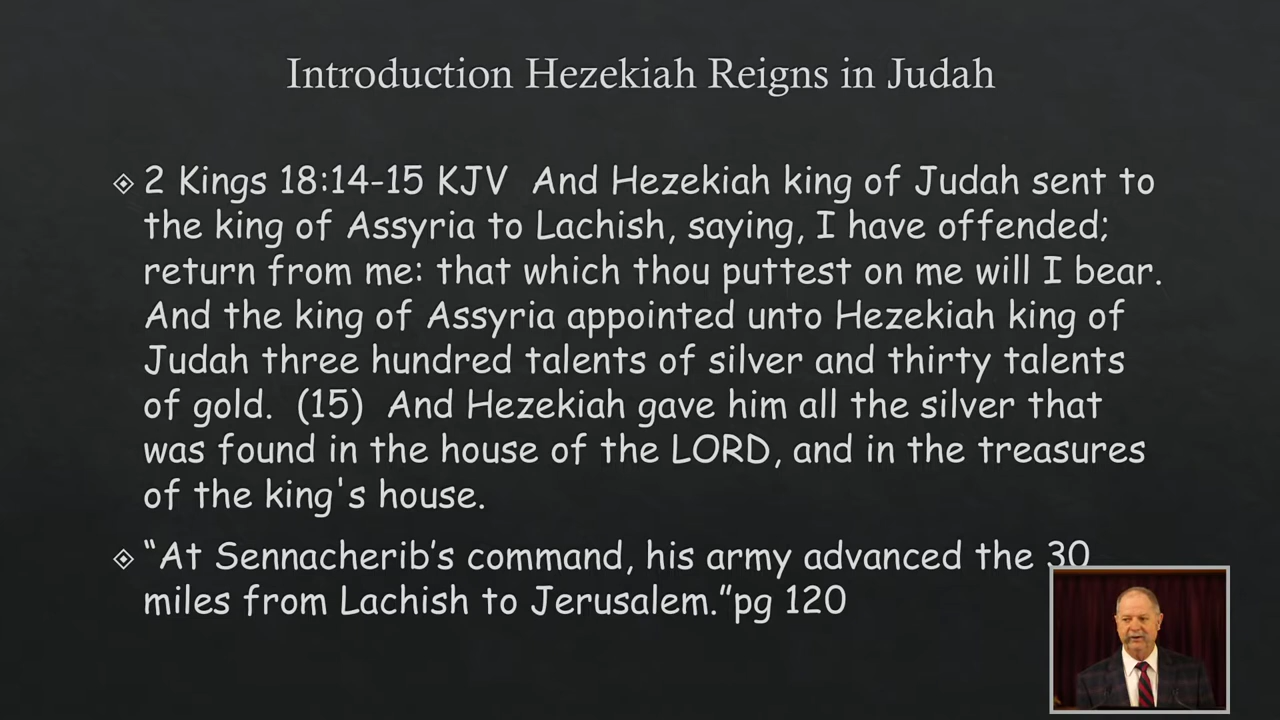 Introduction Hezekiah Reigns in Judah
2 Kings 18:14-15 KJV  And Hezekiah king of Judah sent to
the king of Assyria to Lachish, saying, I have offended;
return from me: that which thou puttest on me will I bear.
And the king of Assyria appointed unto Hezekiah king of
Judah three hundred talents of silver and thirty talents
of gold.  (15)  And Hezekiah gave him all the silver that
was found in the house of the LORD, and in the treasures
of the king's house.
“At Sennacherib’s command, his army advanced the 30
miles from Lachish to Jerusalem.”pg 120